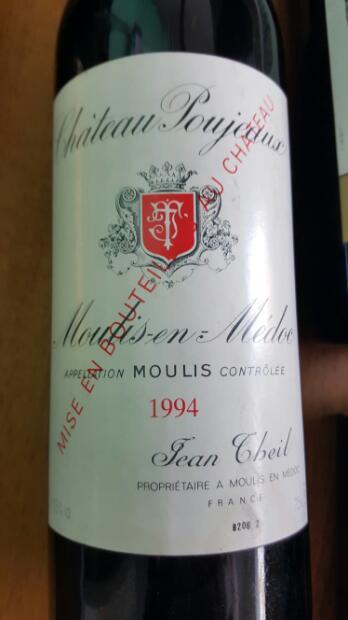 Château Poujeaux
MISE EN BOUTEILLE AU CHATEAU
Moulis-en-Médoc
APPELLATION MOULIS CONTRÔLÉE
1994
Jean Theil
PROPRIÉTAIRE A MOULIS EN MÉDOC
FRANCE